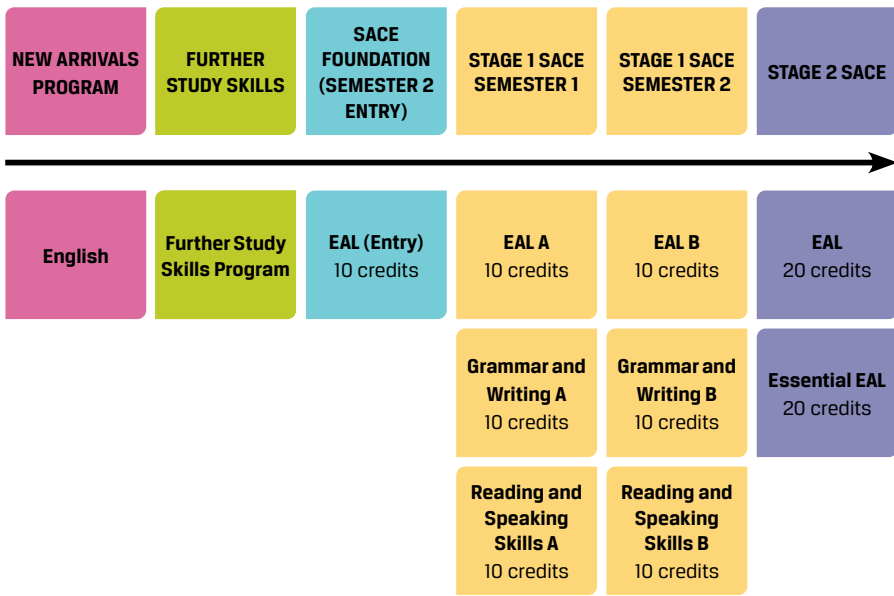 NEW ARRIVALS
PROGRAM
FURTHER
STUDY SKILLS
SACE
FOUNDATION
(SEMESTER 2
ENTRY)
STAGE 1 SACE
SEMESTER 1
STAGE 1 SACE
SEMESTER 2
STAGE 2 SACE
English
Further Study
Skills Program
EAL (Entry)
10 credits
EAL A
10 credits
EAL B
10 credits
EAL
20 credits
Grammar and
Writing A
10 credits
Grammar and
Writing B
10 credits
Essential EAL
20 credits
Reading and
Speaking
Skills A
10 credits
Reading and
Speaking
Skills B
10 credits